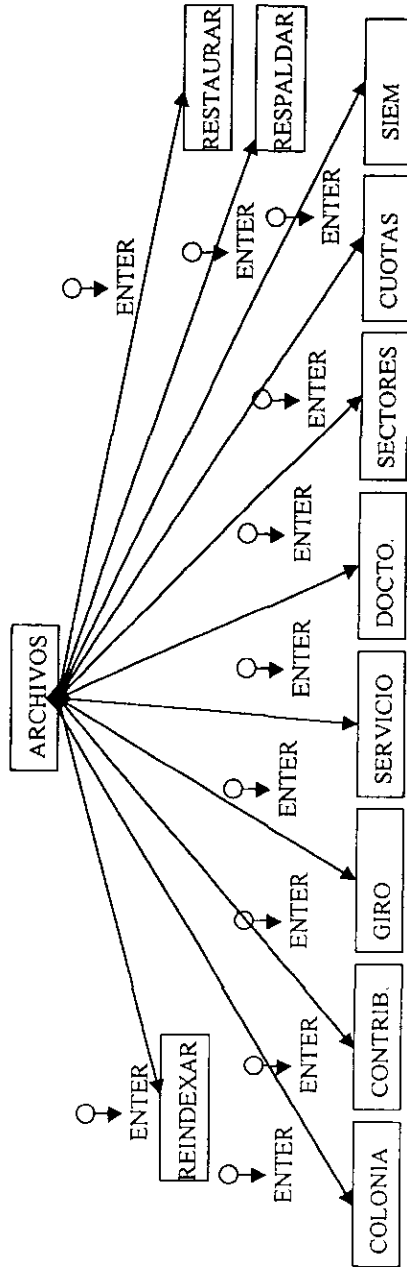 ARCHIVOS
ENTER
ENTER
REINDEXAR
RESTAURAR
ENTER
RESPALDAR
ENTER
ENTER
ENTER
ENTER
ENTER
ENTER
ENTER
ENTER
COLONIA
CONTRIB.
GIRO
SERVICIO
DOCTO.
SECTORES
CUOTAS
SIEM